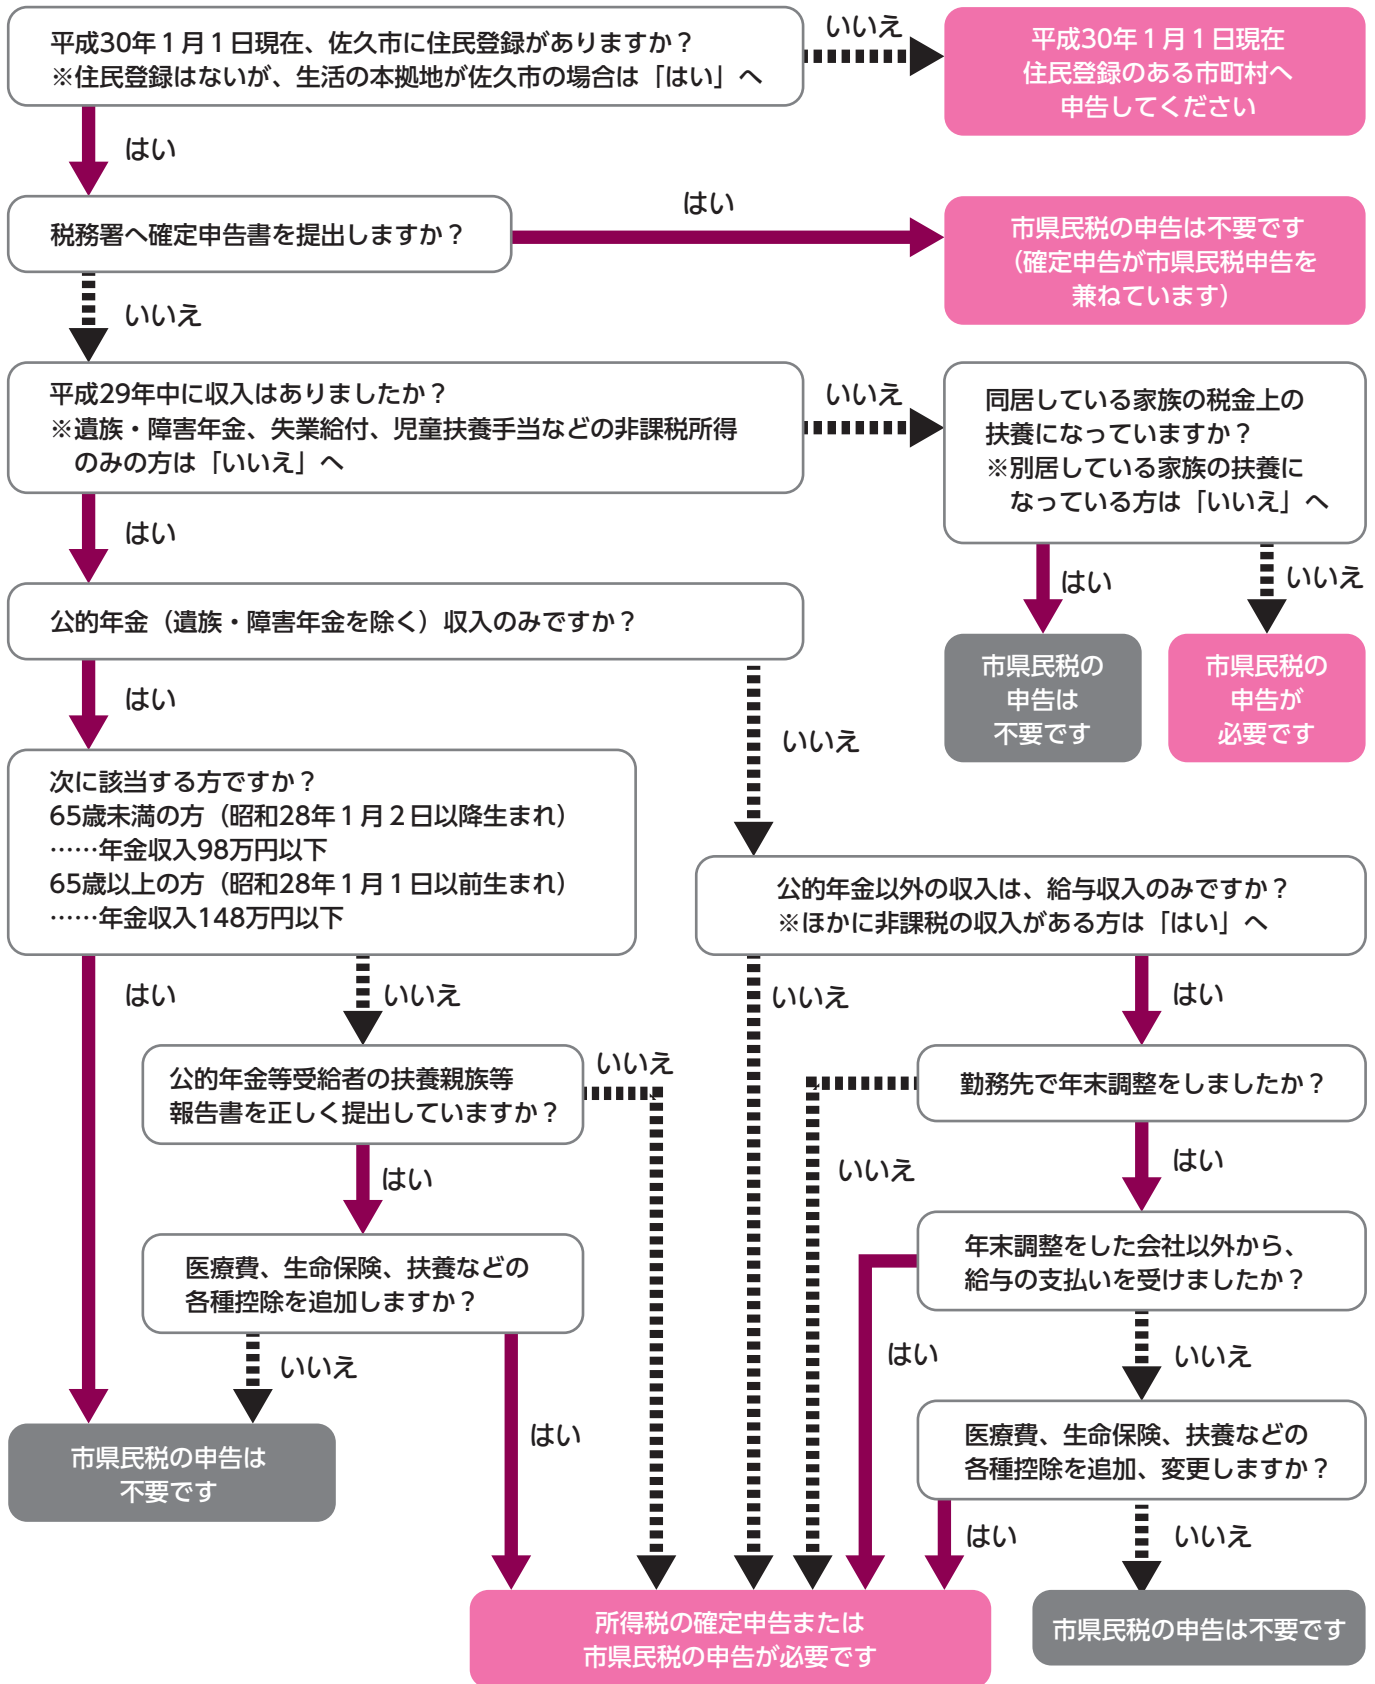 平成30年1月1日現在、佐久市に住民登録がありますか？
※住民登録はないが、生活の本拠地が佐久市の場合は「はい」へ
いいえ
平成30年1月1日現在
住民登録のある市町村へ
申告してください
はい
税務署へ確定申告書を提出しますか？
はい
市県民税の申告は不要です
（確定申告が市県民税申告を
兼ねています）
いいえ
平成29年中に収入はありましたか？
※遺族・障害年金、失業給付、児童扶養手当などの非課税所得
のみの方は「いいえ」へ
いいえ
同居している家族の税金上の
扶養になっていますか？
※別居している家族の扶養に
なっている方は「いいえ」へ
はい
はい
いいえ
公的年金（遺族・障害年金を除く）収入のみですか？
市県民税の
申告は
不要です
市県民税の
申告が
必要です
はい
いいえ
次に該当する方ですか？
65歳未満の方（昭和28年1月2日以降生まれ）
……年金収入98万円以下
65歳以上の方（昭和28年1月1日以前生まれ）
……年金収入148万円以下
公的年金以外の収入は、給与収入のみですか？
※ほかに非課税の収入がある方は「はい」へ
はい
いいえ
いいえ
はい
公的年金等受給者の扶養親族等
報告書を正しく提出していますか？
いいえ
勤務先で年末調整をしましたか？
はい
いいえ
はい
医療費、生命保険、扶養などの
各種控除を追加しますか？
年末調整をした会社以外から、
給与の支払いを受けましたか？
いいえ
はい
はい
いいえ
市県民税の申告は
不要です
医療費、生命保険、扶養などの
各種控除を追加、変更しますか？
はい
いいえ
所得税の確定申告または
市県民税の申告が必要です
市県民税の申告は不要です